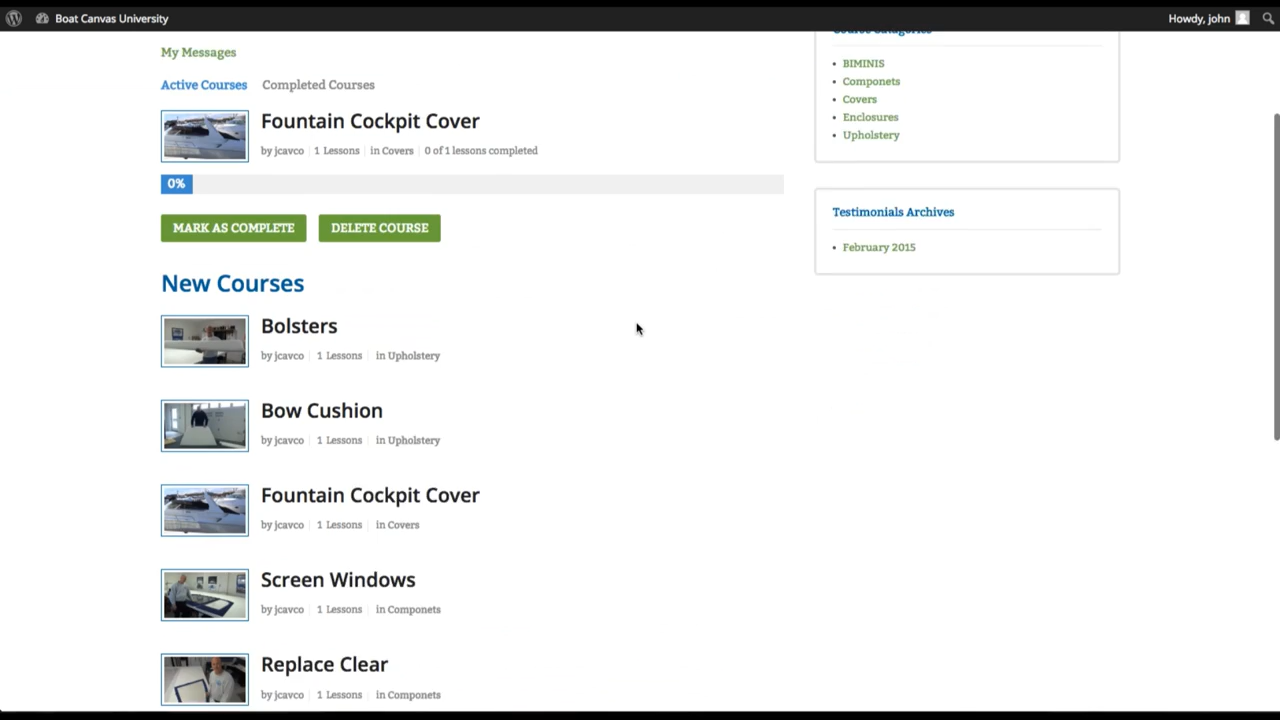 Boat Canvas University
Howdy, john
My Messages
Active Courses Completed Courses
Fountain Cockpit Cover
by jcavco 1 Lessons in Covers 0 of 1 lessons completed
0%
MARK AS COMPLETE DELETE COURSE
New Courses
Bolsters
by jcavco 1 Lessons in Upholstery
Bow Cushion
by jcavco 1 Lessons in Upholstery
Fountain Cockpit Cover
by jcavco 1 Lessons in Covers
Screen Windows
by jcavco 1 Lessons in Componets
Replace Clear
by jcavco 1 Lessons in Componets
Course Categories
BIMINIS
Componets
Covers
Enclosures
Upholstery
Testimonials Archives
February 2015